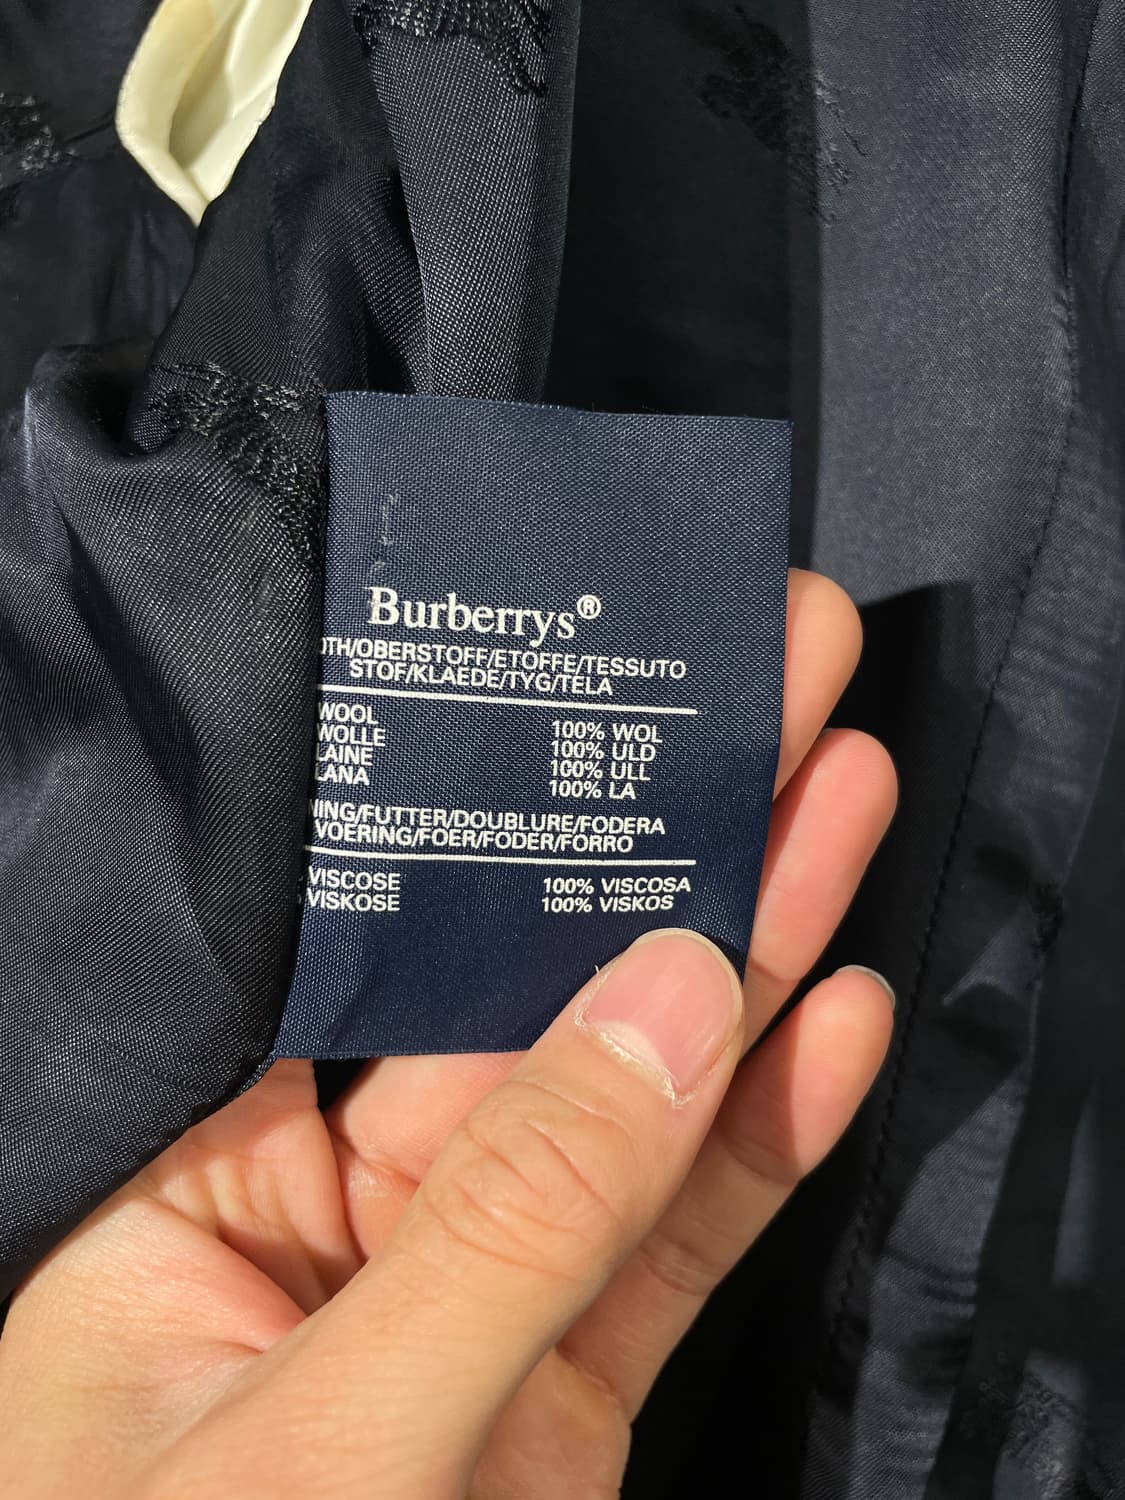 Burberrys®
OTH/OBERSTOFF/ETOFFE/TESSUTO
STOF/KLAEDE/TYG/TELA
WOOL 100% WOL
WOLLE 100% ULD
LAINE 100% ULL
LANA 100% LA
NING/FUTTER/DOUBLURE/FODERA
VOERING/FOER/FODER/FORRO
VISCOSE 100% VISCOSA
VISKOSE 100% VISKOS